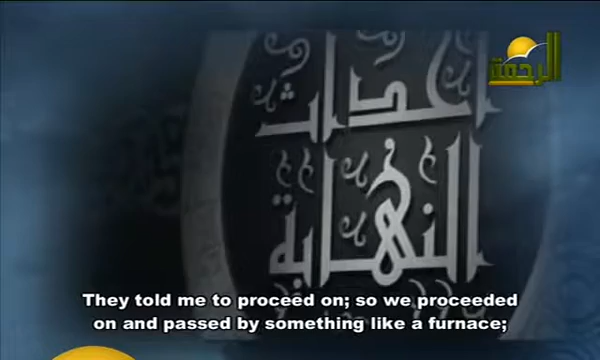 الرحمة
أحداث
النهاية
They told me to proceed on; so we proceeded
on and passed by something like a furnace;